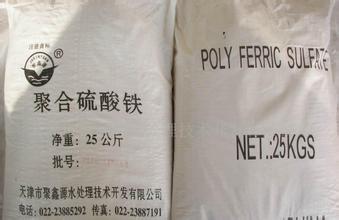 聚合硫酸铁
净重：25公斤
批号：
天津市聚鑫源水处理技术开发有限公司
电话：022-23885292 传真：022-23887191
POLY FERRIC SULFATE
NET.:25KGS